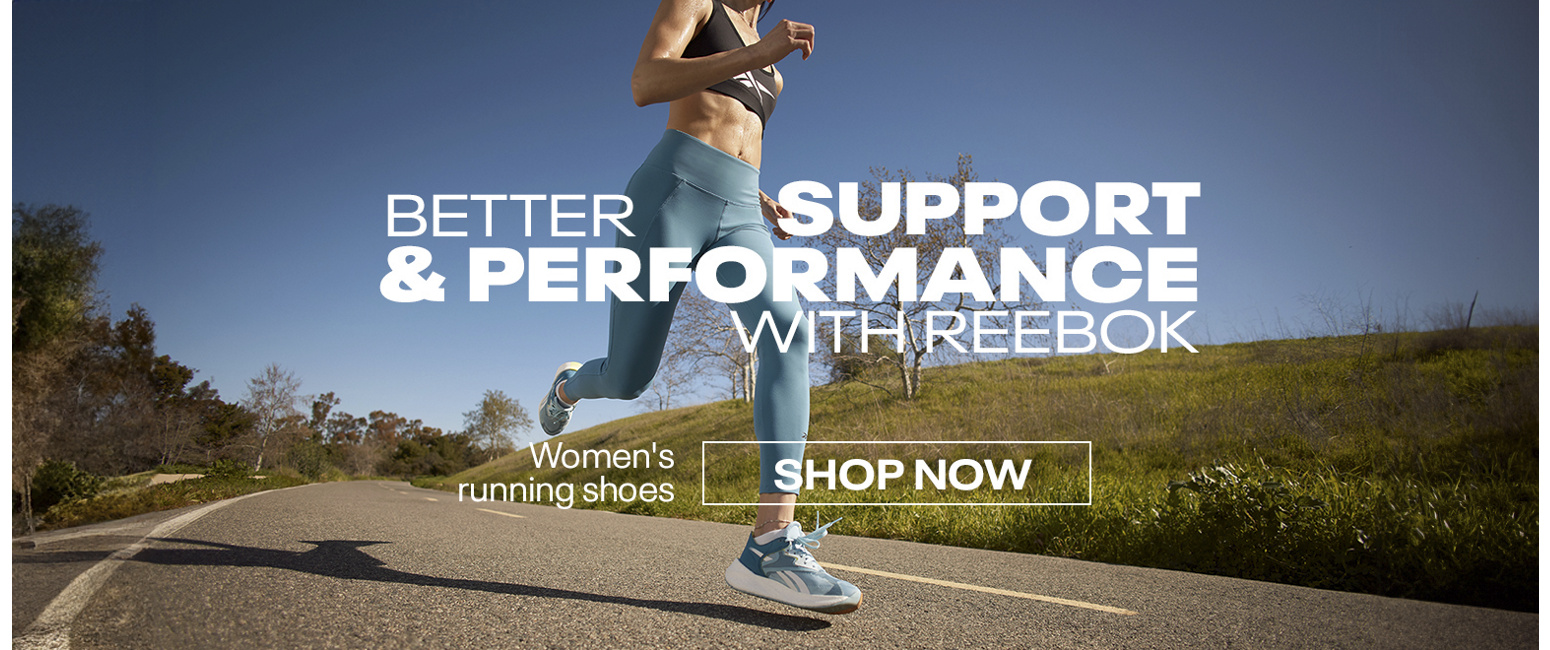 BETTER SUPPORT
& PERFORMANCE
WITH REEBOK
Women's
running shoes
SHOP NOW